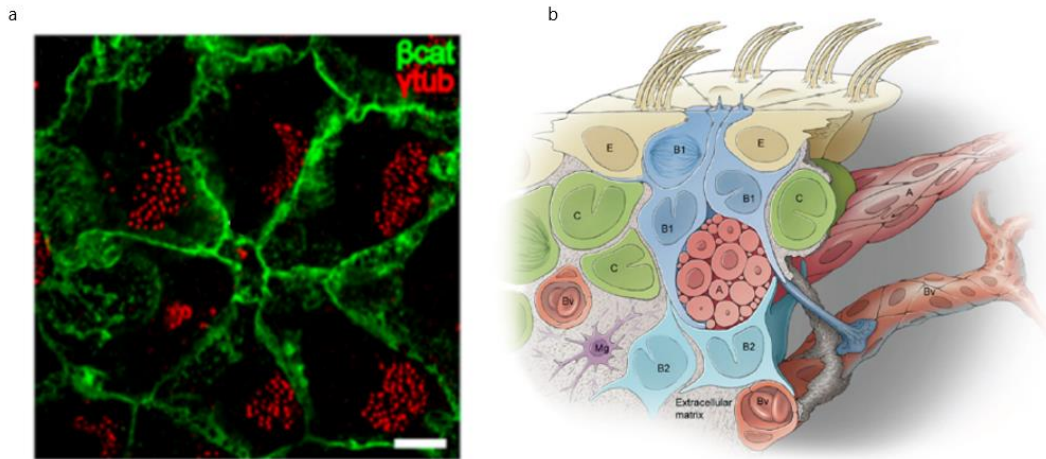 a
βcat
γtub
b
E
B1
E
C
B1
B1
C
A
C
A
Bv
Bv
Mg
B2
B2
Extracellular
matrix
Bv